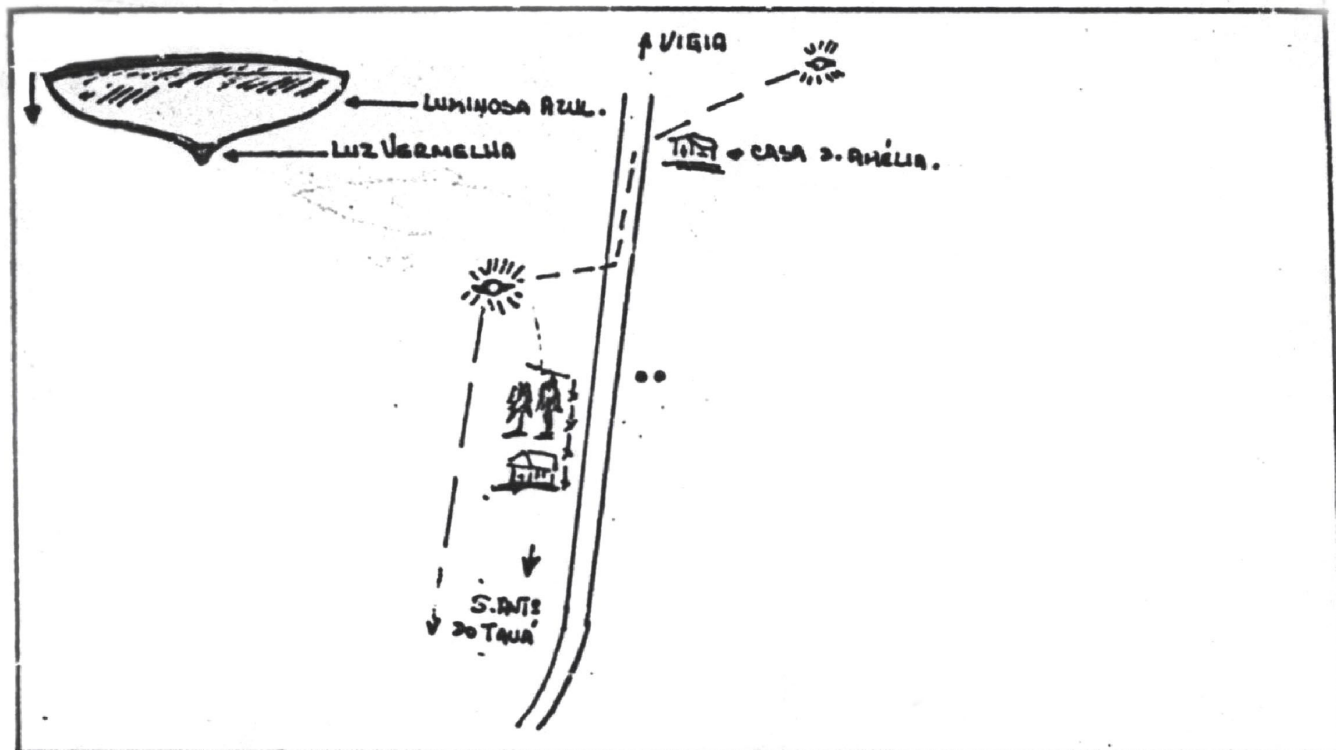 VIGIA
LUMINOSA AZUL.
LUZ VERMELHA
CASA D. AMÉLIA.
S. ANTº
DO TAUÁ